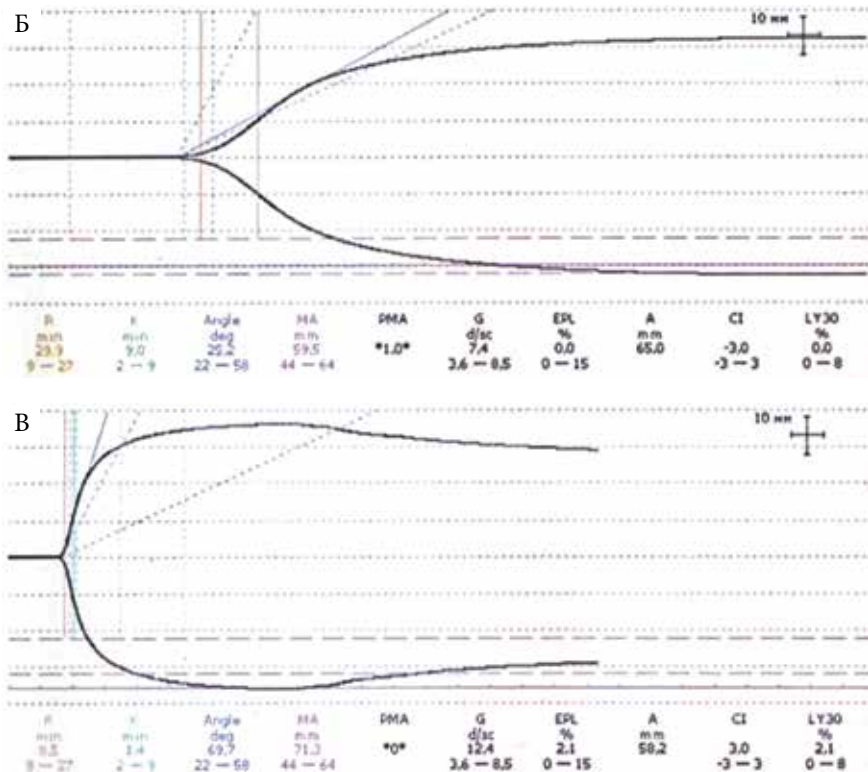 Б
10 мм
R K Angle MA PMA G EPL A CI LY30
min min deg mm d/sc % mm %
29,9 9,0 25,2 59,5 *1,0* 7,4 0,0 65,0 -3,0 0,0
9 — 27 2 — 9 22 — 58 44 — 64 3,6 — 8,5 0 — 15 -3 — 3 0 — 8
В
10 мм
R K Angle MA PMA G EPL A CI LY30
min min deg mm d/sc % mm %
1,4 69,7 71,3 *0* 12,4 2,1 58,2 3,0 2,1
2 — 9 22 — 58 44 — 64 3,6 — 8,5 0 — 15 -3 — 3 0 — 8